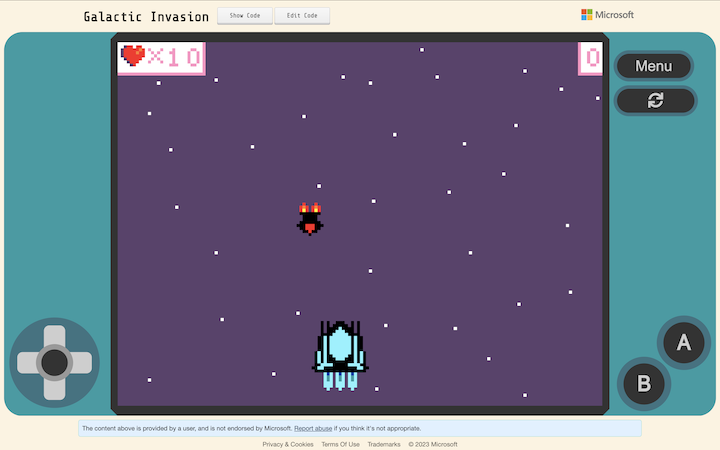 Galactic Invasion
Show Code
Edit Code
Microsoft
×10
0
Menu
A
B
The content above is provided by a user, and is not endorsed by Microsoft. Report abuse if you think it's not appropriate.
Privacy & Cookies Terms Of Use Trademarks © 2023 Microsoft